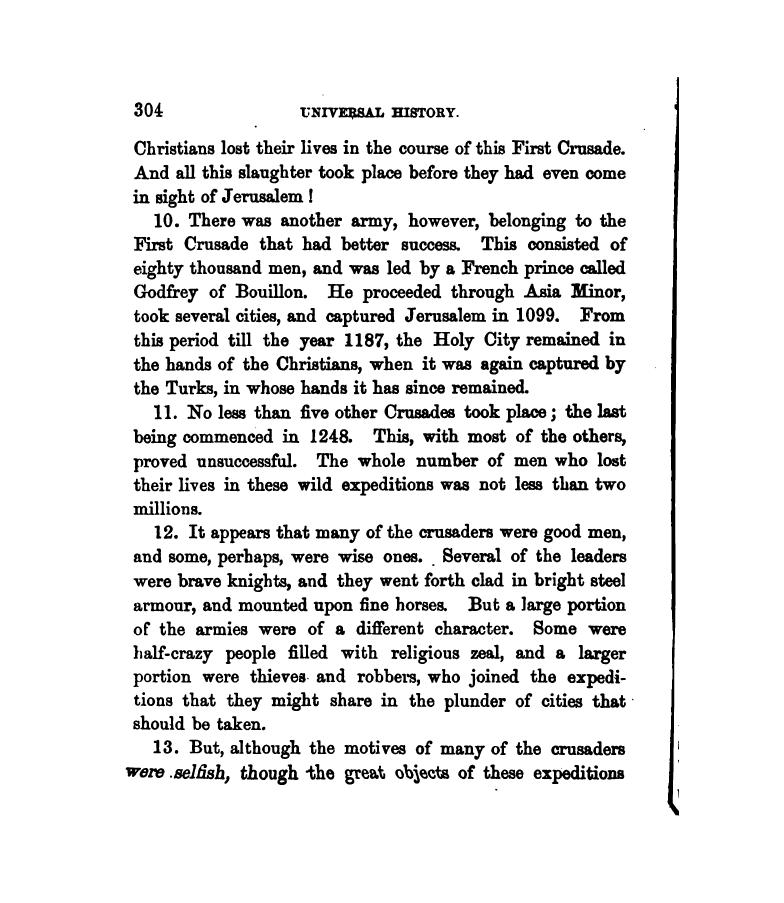 304 UNIVERSAL HISTORY.
Christians lost their lives in the course of this First Crusade.
And all this slaughter took place before they had even come
in sight of Jerusalem !
10. There was another army, however, belonging to the
First Crusade that had better success. This consisted of
eighty thousand men, and was led by a French prince called
Godfrey of Bouillon. He proceeded through Asia Minor,
took several cities, and captured Jerusalem in 1099. From
this period till the year 1187, the Holy City remained in
the hands of the Christians, when it was again captured by
the Turks, in whose hands it has since remained.
11. No less than five other Crusades took place ; the last
being commenced in 1248. This, with most of the others,
proved unsuccessful. The whole number of men who lost
their lives in these wild expeditions was not less than two
millions.
12. It appears that many of the crusaders were good men,
and some, perhaps, were wise ones. Several of the leaders
were brave knights, and they went forth clad in bright steel
armour, and mounted upon fine horses. But a large portion
of the armies were of a different character. Some were
half-crazy people filled with religious zeal, and a larger
portion were thieves and robbers, who joined the expedi-
tions that they might share in the plunder of cities that
should be taken.
13. But, although the motives of many of the crusaders
were selfish, though the great objects of these expeditions